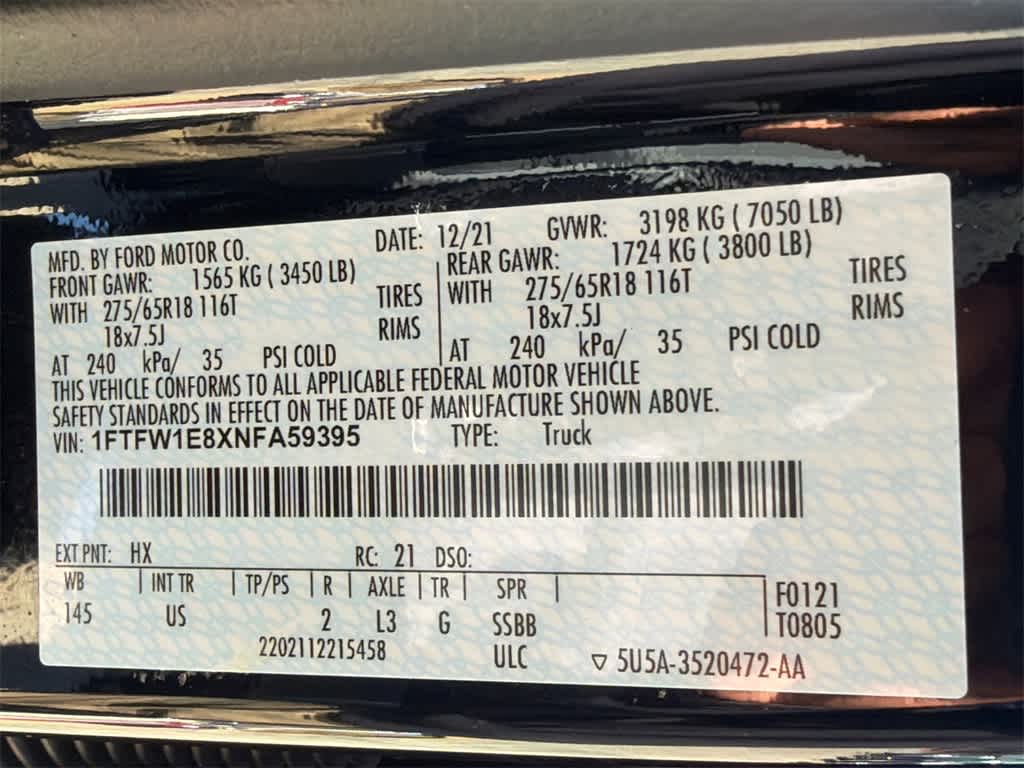 MFD. BY FORD MOTOR CO. DATE: 12/21 GVWR: 3198 KG ( 7050 LB)
FRONT GAWR: 1565 KG ( 3450 LB) REAR GAWR: 1724 KG ( 3800 LB)
WITH 275/65R18 116T TIRES WITH 275/65R18 116T TIRES
18x7.5J RIMS 18x7.5J RIMS
AT 240 kPa/ 35 PSI COLD AT 240 kPa/ 35 PSI COLD
THIS VEHICLE CONFORMS TO ALL APPLICABLE FEDERAL MOTOR VEHICLE
SAFETY STANDARDS IN EFFECT ON THE DATE OF MANUFACTURE SHOWN ABOVE.
VIN: 1FTFW1E8XNFA59395 TYPE: Truck
EXT PNT: HX RC: 21 DSO:
WB | INT TR | TP/PS | R | AXLE | TR | SPR | F0121
145 US 2 L3 G SSBB T0805
2202112215458 ULC ▽ 5U5A-3520472-AA